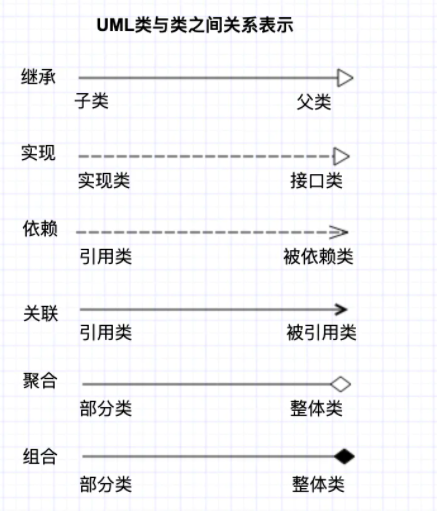 UML类与类之间关系表示
继承
子类 父类
实现
实现类 接口类
依赖
引用类 被依赖类
关联
引用类 被引用类
聚合
部分类 整体类
组合
部分类 整体类